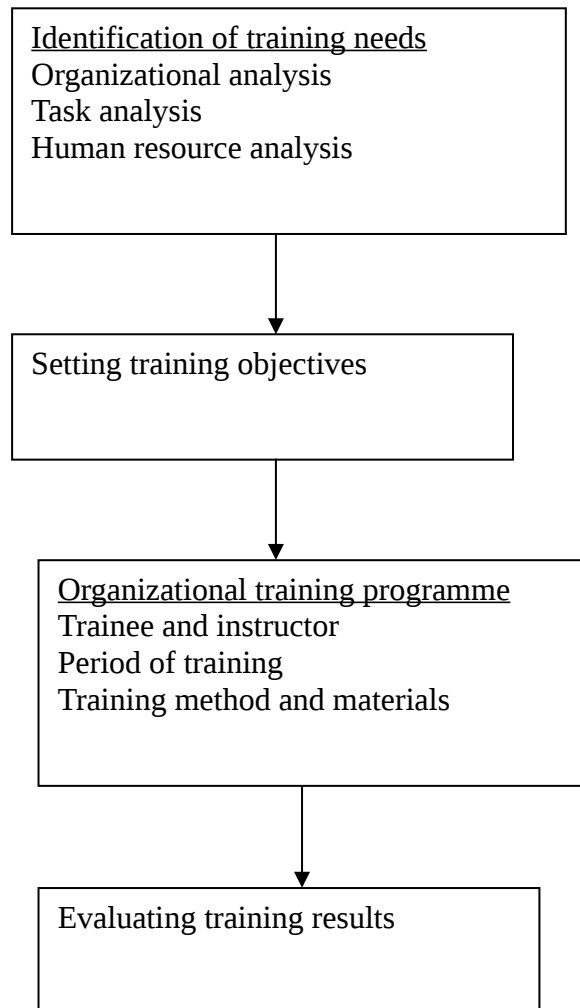 Identification of training needs
Organizational analysis
Task analysis
Human resource analysis
Setting training objectives
Organizational training programme
Trainee and instructor
Period of training
Training method and materials
Evaluating training results